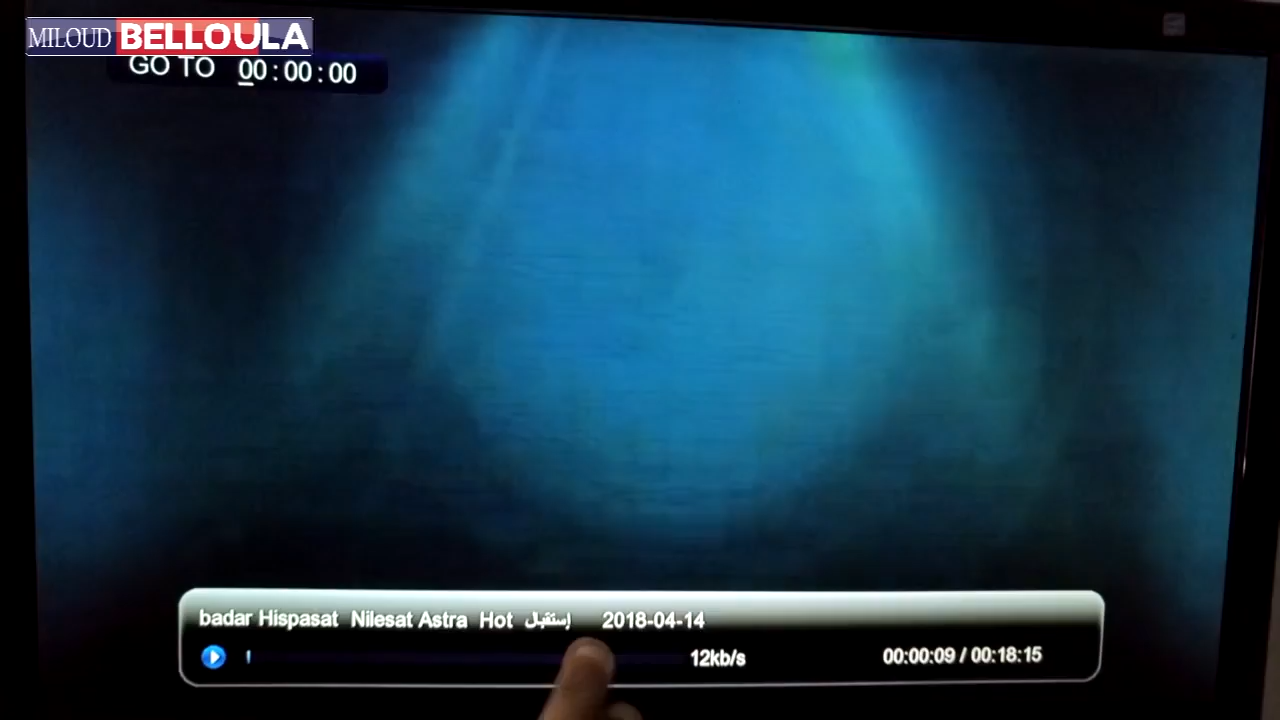 MILOUD BELLOULA
GO TO 00:00:00
badar Hispasat Nilesat Astra Hot إستقبال 2018-04-14
12kb/s 00:00:09 / 00:18:15